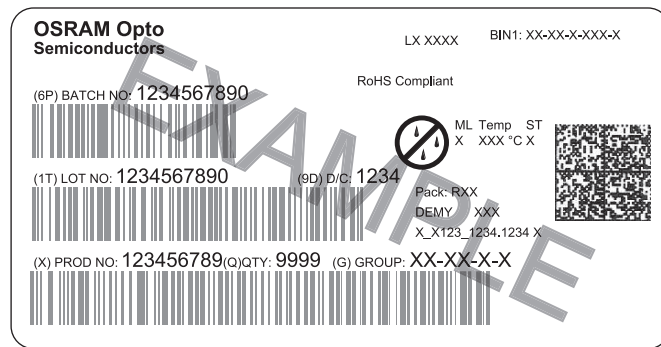 OSRAM Opto
Semiconductors
LX XXXX
BIN1: XX-XX-X-XXX-X
RoHS Compliant
(6P) BATCH NO: 1234567890
ML Temp ST
X XXX °C X
(1T) LOT NO: 1234567890 (9D) D/C: 1234
Pack: RXX
DEMY XXX
X_X123_1234.1234 X
(X) PROD NO: 123456789(Q)QTY: 9999 (G) GROUP: XX-XX-X-X
EXAMPLE